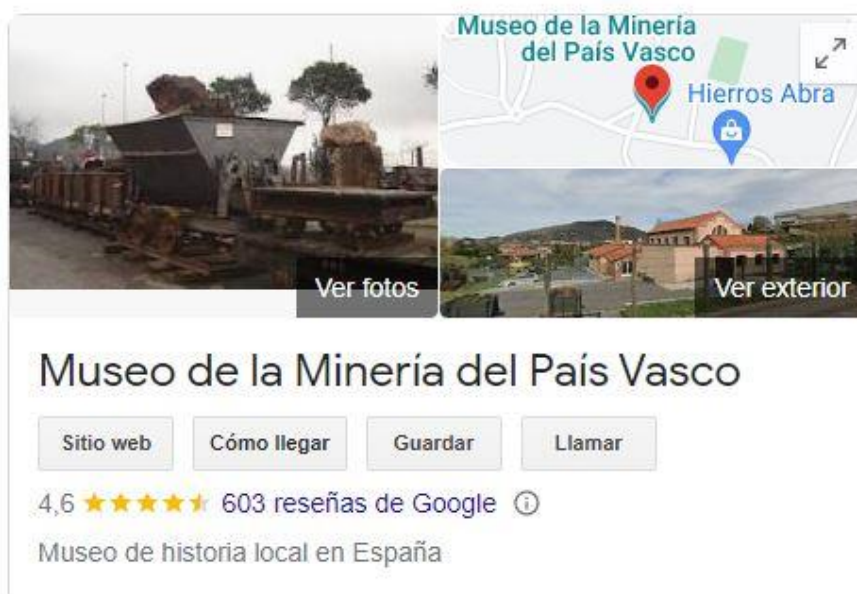 Museo de la Minería
del País Vasco
Hierros Abra
Ver fotos
Ver exterior
Museo de la Minería del País Vasco
Sitio web
Cómo llegar
Guardar
Llamar
4,6
603 reseñas de Google
Museo de historia local en España